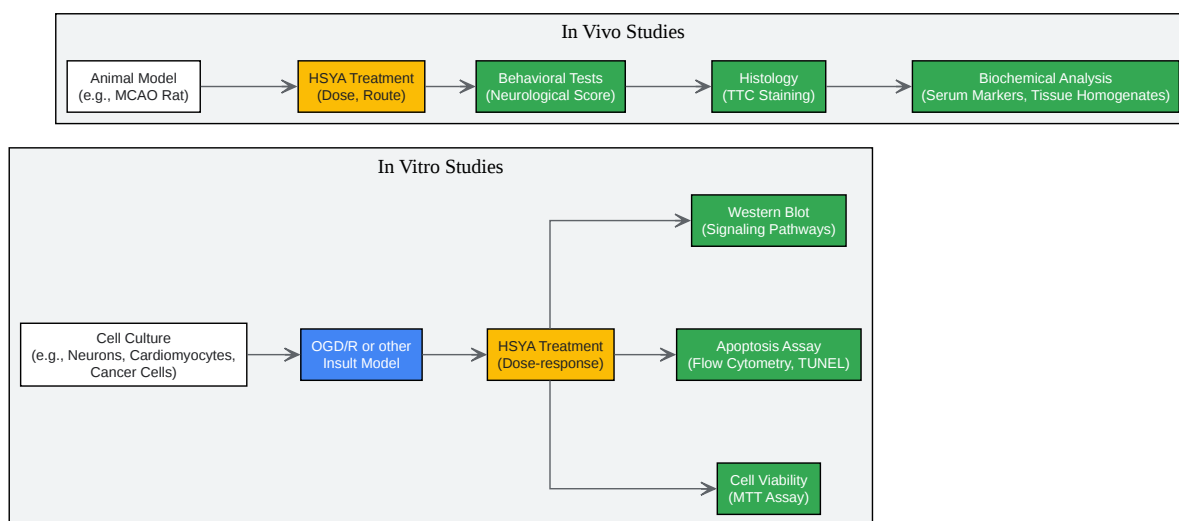 In Vivo Studies
Animal Model
(e.g., MCAO Rat)
HSYA Treatment
(Dose, Route)
Behavioral Tests
(Neurological Score)
Histology
(TTC Staining)
Biochemical Analysis
(Serum Markers, Tissue Homogenates)
In Vitro Studies
Cell Culture
(e.g., Neurons, Cardiomyocytes,
Cancer Cells)
OGD/R or other
Insult Model
HSYA Treatment
(Dose-response)
Western Blot
(Signaling Pathways)
Apoptosis Assay
(Flow Cytometry, TUNEL)
Cell Viability
(MTT Assay)